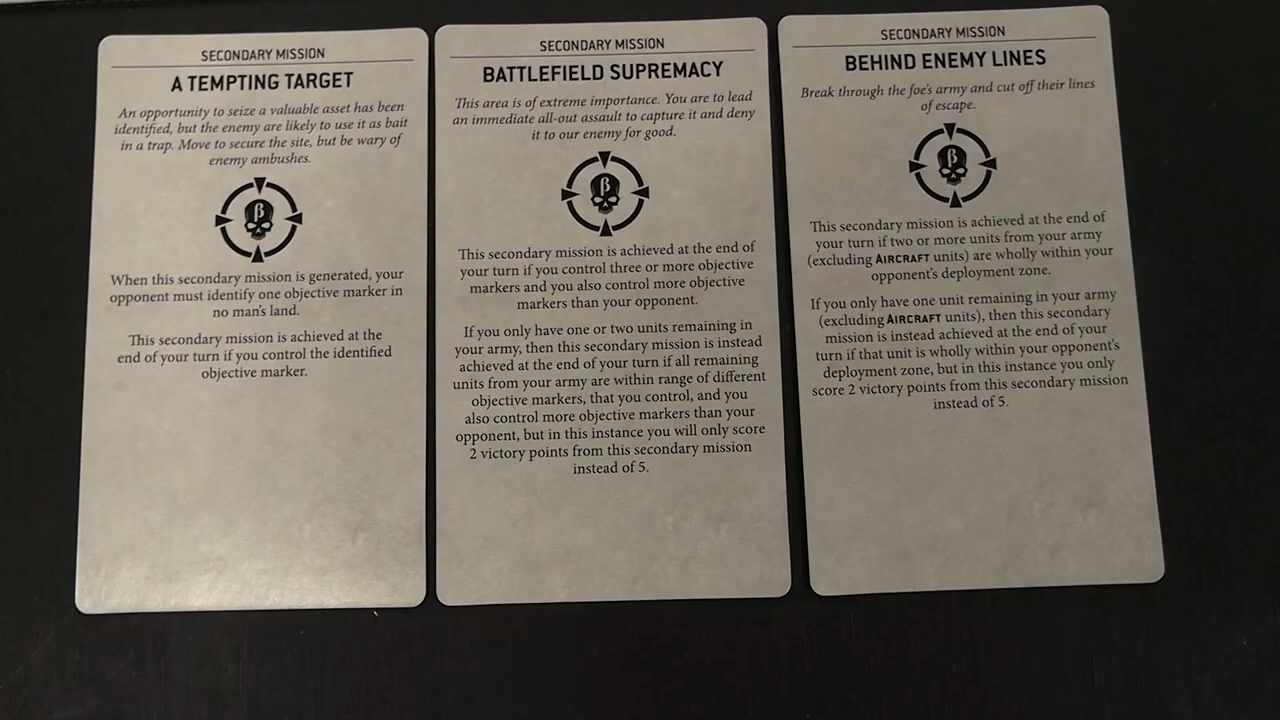 SECONDARY MISSION
A TEMPTING TARGET
An opportunity to seize a valuable asset has been
identified, but the enemy are likely to use it as bait
in a trap. Move to secure the site, but be wary of
enemy ambushes.
β
When this secondary mission is generated, your
opponent must identify one objective marker in
no man's land.
This secondary mission is achieved at the
end of your turn if you control the identified
objective marker.
SECONDARY MISSION
BATTLEFIELD SUPREMACY
This area is of extreme importance. You are to lead
an immediate all-out assault to capture it and deny
it to our enemy for good.
β
This secondary mission is achieved at the end of
your turn if you control three or more objective
markers and you also control more objective
markers than your opponent.
If you only have one or two units remaining in
your army, then this secondary mission is instead
achieved at the end of your turn if all remaining
units from your army are within range of different
objective markers, that you control, and you
also control more objective markers than your
opponent, but in this instance you will only score
2 victory points from this secondary mission
instead of 5.
SECONDARY MISSION
BEHIND ENEMY LINES
Break through the foe's army and cut off their lines
of escape.
β
This secondary mission is achieved at the end of
your turn if two or more units from your army
(excluding AIRCRAFT units) are wholly within your
opponent's deployment zone.
If you only have one unit remaining in your army
(excluding AIRCRAFT units), then this secondary
mission is instead achieved at the end of your
turn if that unit is wholly within your opponent's
deployment zone, but in this instance you only
score 2 victory points from this secondary mission
instead of 5.